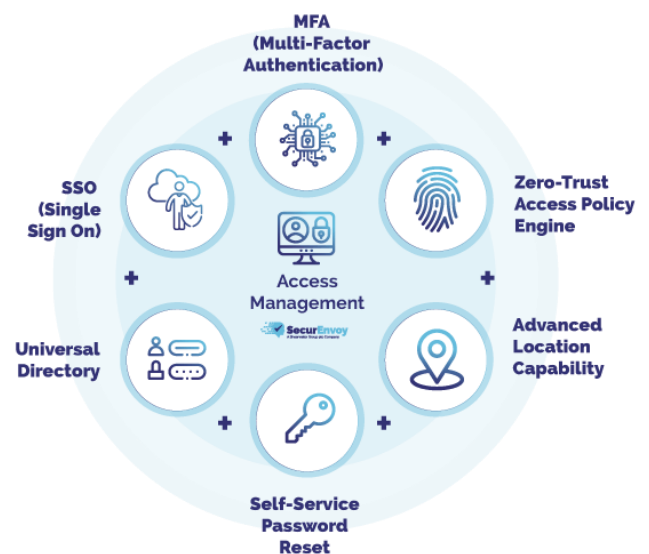 MFA
(Multi-Factor
Authentication)
SSO
(Single
Sign On)
Zero-Trust
Access Policy
Engine
Access
Management
SecurEnvoy
Universal
Directory
Advanced
Location
Capability
Self-Service
Password
Reset